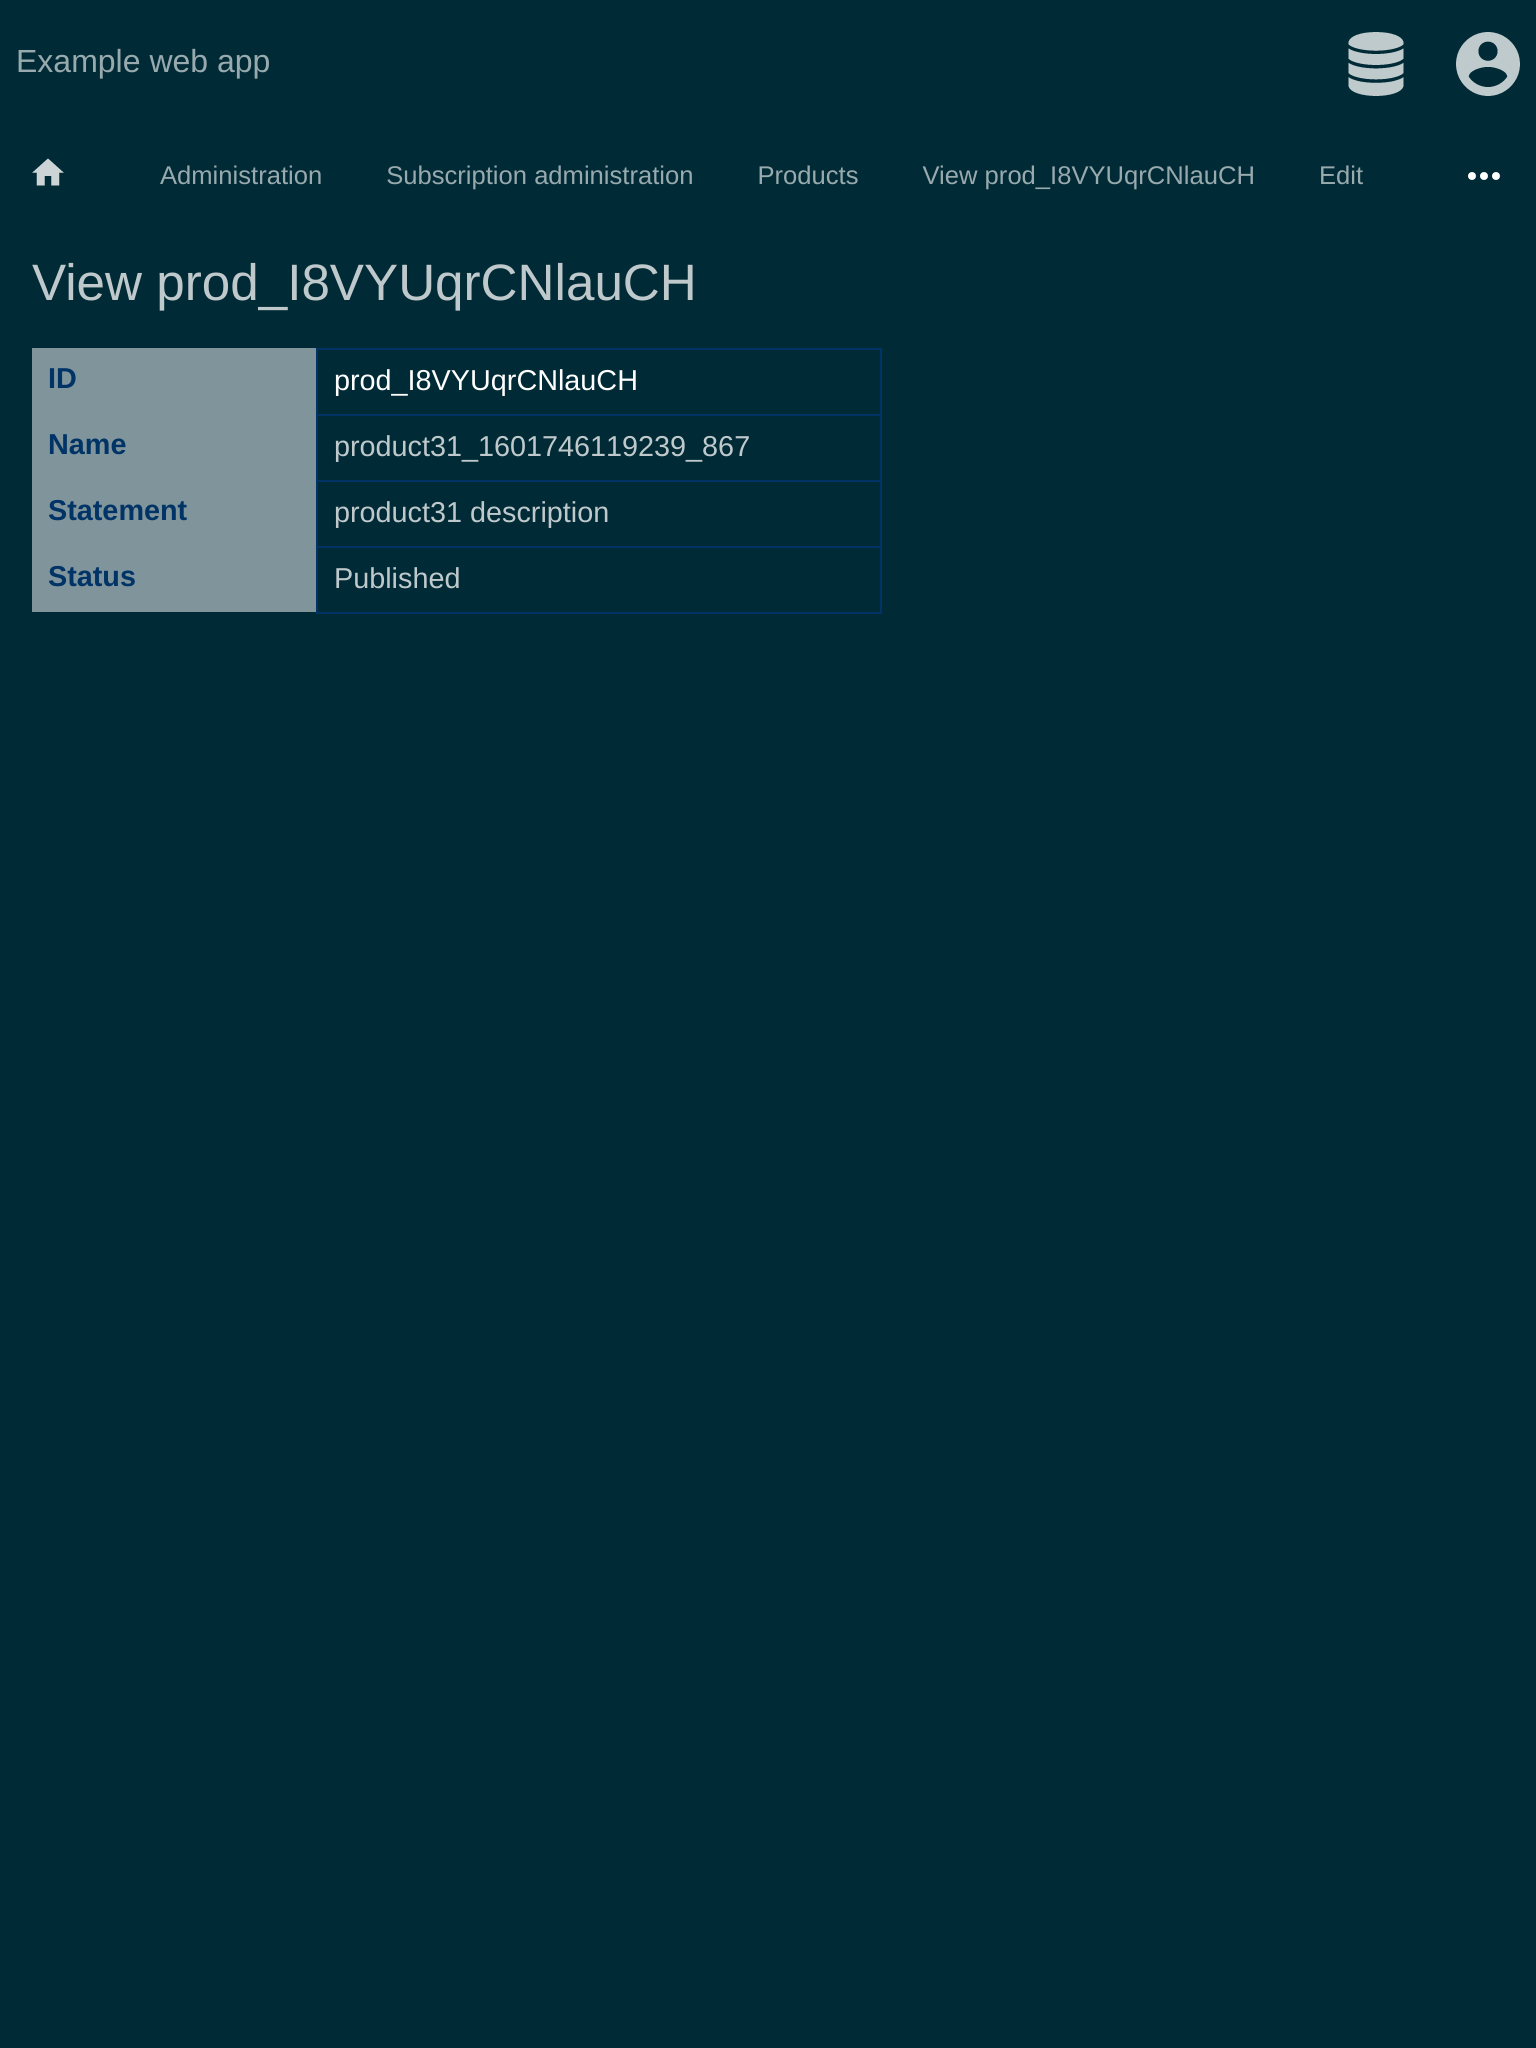 Example web app
Administration Subscription administration Products View prod_I8VYUqrCNlauCH Edit
View prod_I8VYUqrCNlauCH
ID prod_I8VYUqrCNlauCH
Name product31_1601746119239_867
Statement product31 description
Status Published